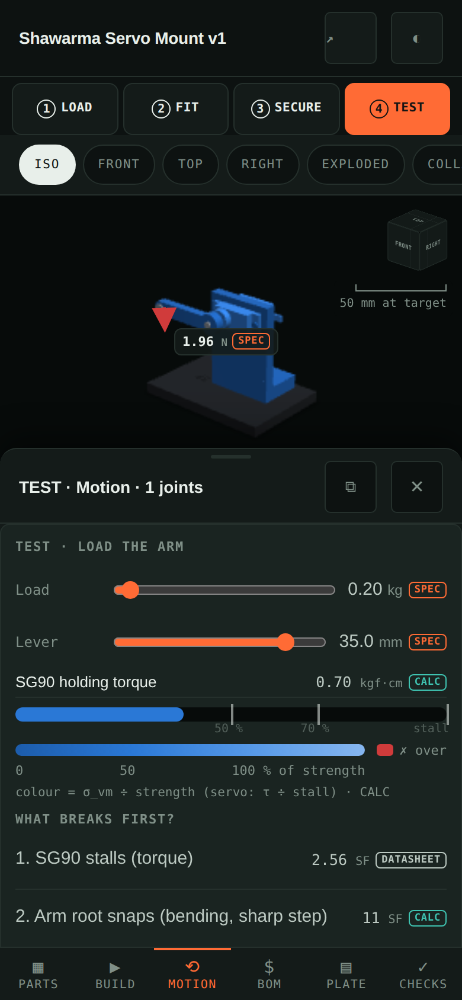 Shawarma Servo Mount v1
1 LOAD
2 FIT
3 SECURE
4 TEST
ISO
FRONT
TOP
RIGHT
EXPLODED
COLL
TOP
FRONT
RIGHT
50 mm at target
1.96 N SPEC
TEST · Motion · 1 joints
TEST · LOAD THE ARM
Load 0.20 kg SPEC
Lever 35.0 mm SPEC
SG90 holding torque 0.70 kgf·cm CALC
50 % 70 % stall
✗ over
0 50 100 % of strength
colour = σ_vm ÷ strength (servo: τ ÷ stall) · CALC
WHAT BREAKS FIRST?
1. SG90 stalls (torque) 2.56 SF DATASHEET
2. Arm root snaps (bending, sharp step) 11 SF CALC
PARTS
BUILD
MOTION
$ BOM
PLATE
CHECKS